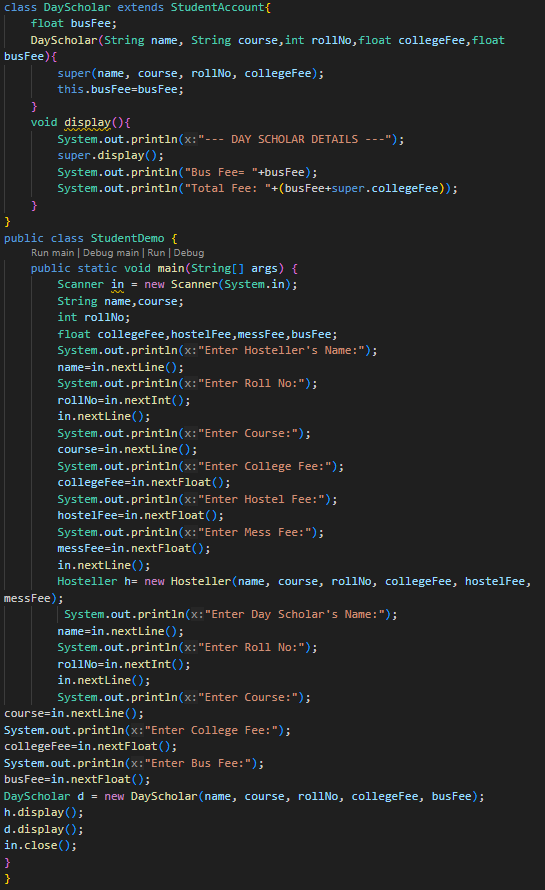 class DayScholar extends StudentAccount{
    float busFee;
    DayScholar(String name, String course,int rollNo,float collegeFee,float
busFee){
        super(name, course, rollNo, collegeFee);
        this.busFee=busFee;
    }
    void display(){
        System.out.println(x:"--- DAY SCHOLAR DETAILS ---");
        super.display();
        System.out.println("Bus Fee= "+busFee);
        System.out.println("Total Fee: "+(busFee+super.collegeFee));
    }
}
public class StudentDemo {
    Run main | Debug main | Run | Debug
    public static void main(String[] args) {
        Scanner in = new Scanner(System.in);
        String name,course;
        int rollNo;
        float collegeFee,hostelFee,messFee,busFee;
        System.out.println(x:"Enter Hosteller's Name:");
        name=in.nextLine();
        System.out.println(x:"Enter Roll No:");
        rollNo=in.nextInt();
        in.nextLine();
        System.out.println(x:"Enter Course:");
        course=in.nextLine();
        System.out.println(x:"Enter College Fee:");
        collegeFee=in.nextFloat();
        System.out.println(x:"Enter Hostel Fee:");
        hostelFee=in.nextFloat();
        System.out.println(x:"Enter Mess Fee:");
        messFee=in.nextFloat();
        in.nextLine();
        Hosteller h= new Hosteller(name, course, rollNo, collegeFee, hostelFee,
messFee);
         System.out.println(x:"Enter Day Scholar's Name:");
        name=in.nextLine();
        System.out.println(x:"Enter Roll No:");
        rollNo=in.nextInt();
        in.nextLine();
        System.out.println(x:"Enter Course:");
course=in.nextLine();
System.out.println(x:"Enter College Fee:");
collegeFee=in.nextFloat();
System.out.println(x:"Enter Bus Fee:");
busFee=in.nextFloat();
DayScholar d = new DayScholar(name, course, rollNo, collegeFee, busFee);
h.display();
d.display();
in.close();
}
}